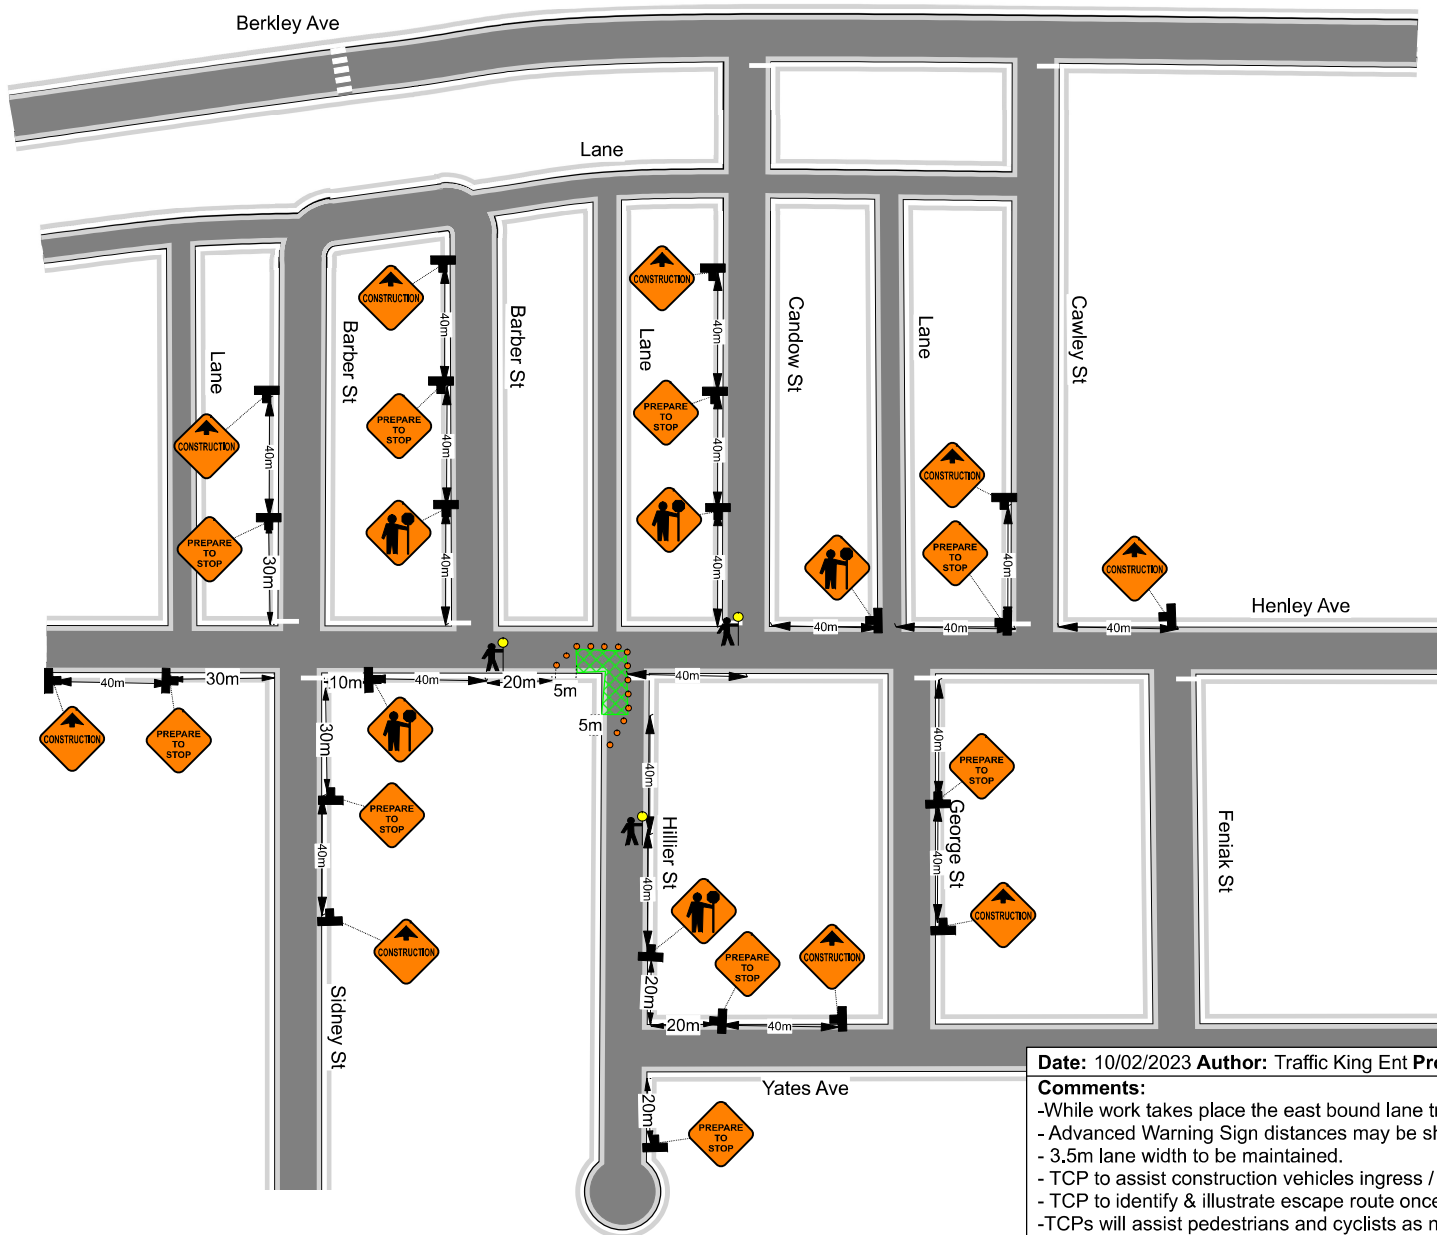 Berkley Ave
Lane
CONSTRUCTION
40m
PREPARE
TO
STOP
40m
40m
Barber St
Barber St
CONSTRUCTION
40m
Lane
PREPARE
TO
STOP
40m
40m
Candow St
Lane
Cawley St
Lane
CONSTRUCTION
40m
PREPARE
TO
STOP
30m
CONSTRUCTION
PREPARE
TO
STOP
40m
CONSTRUCTION
Henley Ave
40m
40m
40m
40m
30m
10m
40m
20m
5m
40m
CONSTRUCTION
PREPARE
TO
STOP
30m
PREPARE
TO
STOP
40m
CONSTRUCTION
Sidney St
5m
40m
Hillier St
40m
20m
PREPARE
TO
STOP
CONSTRUCTION
20m
40m
40m
PREPARE
TO
STOP
George St
40m
CONSTRUCTION
Feniak St
Yates Ave
20m
PREPARE
TO
STOP
Date: 10/02/2023 Author: Traffic King Ent Pr
Comments:
-While work takes place the east bound lane
- Advanced Warning Sign distances may be
- 3.5m lane width to be maintained.
- TCP to assist construction vehicles ingress /
- TCP to identify & illustrate escape route once
-TCPs will assist pedestrians and cyclists as